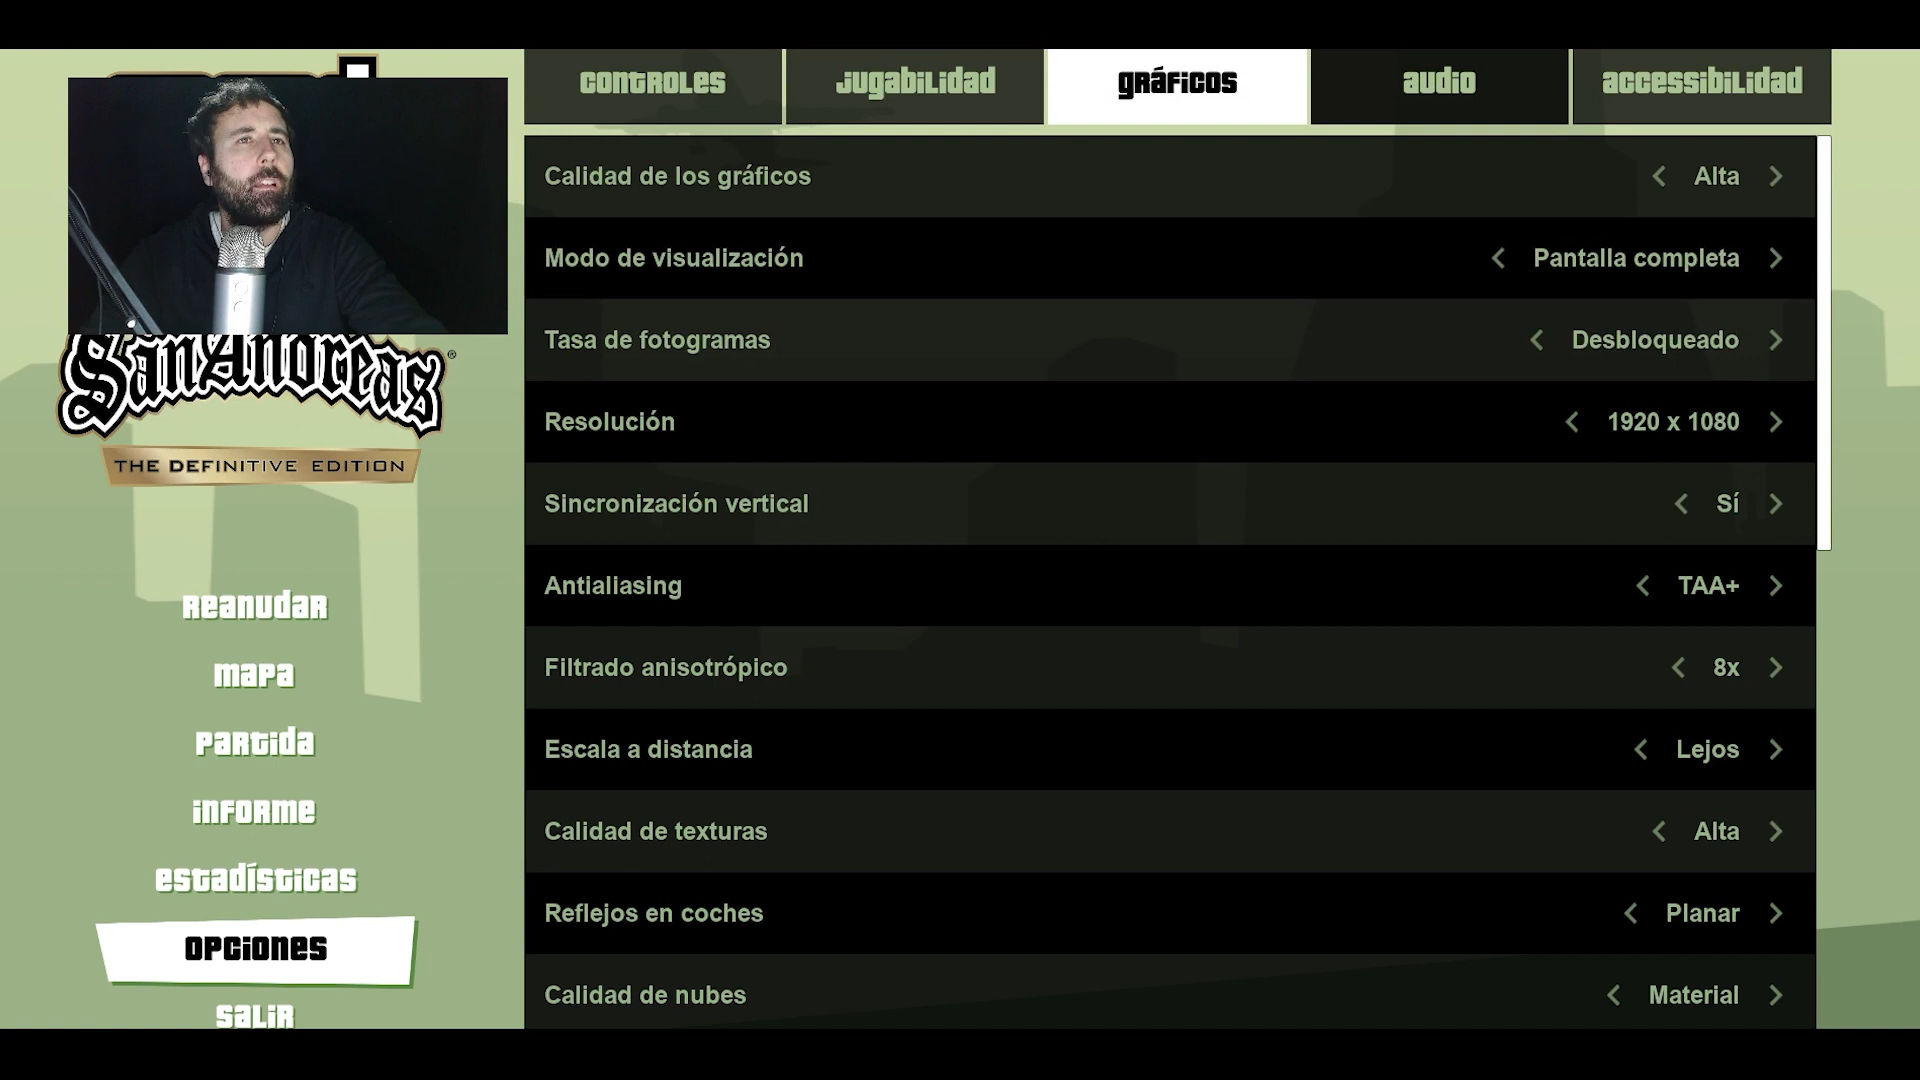 controles
jugabilidad
gráficos
audio
accessibilidad
SanAndreas®
THE DEFINITIVE EDITION
reanudar
mapa
partida
informe
estadísticas
opciones
salir
Calidad de los gráficos
Alta
Modo de visualización
Pantalla completa
Tasa de fotogramas
Desbloqueado
Resolución
1920 x 1080
Sincronización vertical
Sí
Antialiasing
TAA+
Filtrado anisotrópico
8x
Escala a distancia
Lejos
Calidad de texturas
Alta
Reflejos en coches
Planar
Calidad de nubes
Material